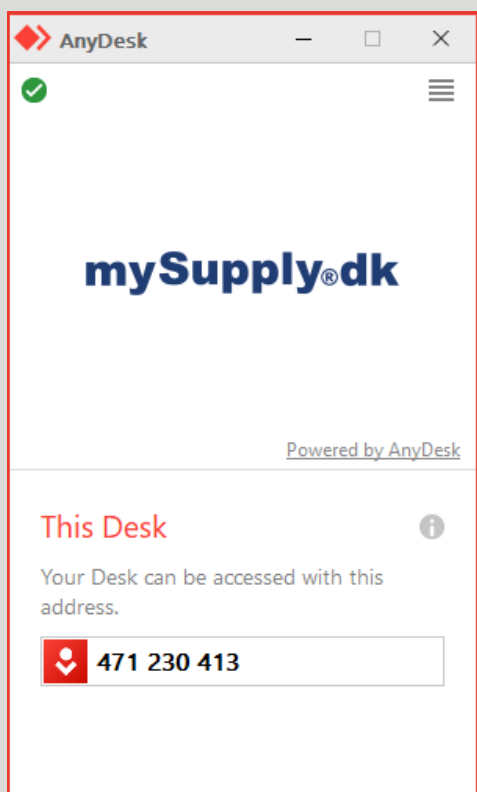 AnyDesk
mySupply®dk
Powered by AnyDesk
This Desk
Your Desk can be accessed with this
address.
471 230 413